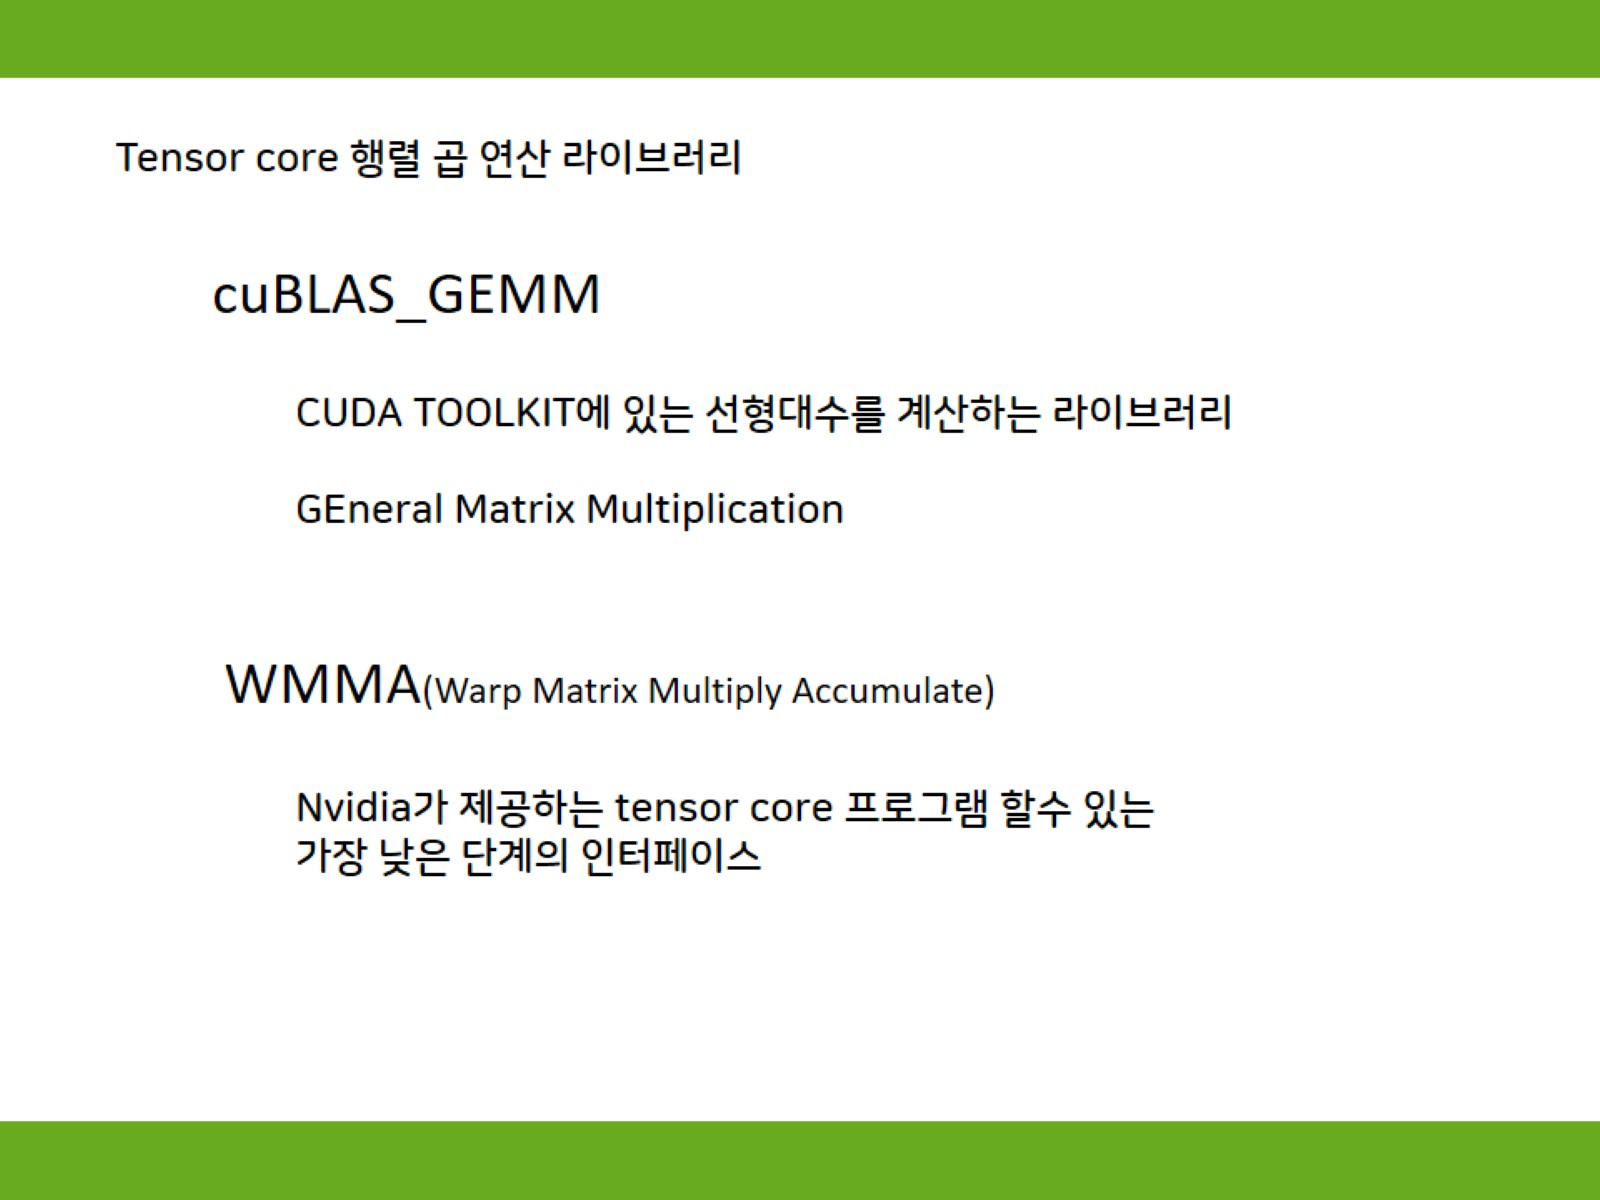 Tensor core 행렬 곱 연산 라이브러리
cuBLAS_GEMM
CUDA TOOLKIT에 있는 선형대수를 계산하는 라이브러리
GEneral Matrix Multiplication
WMMA(Warp Matrix Multiply Accumulate)
Nvidia가 제공하는 tensor core 프로그램 할수 있는
가장 낮은 단계의 인터페이스